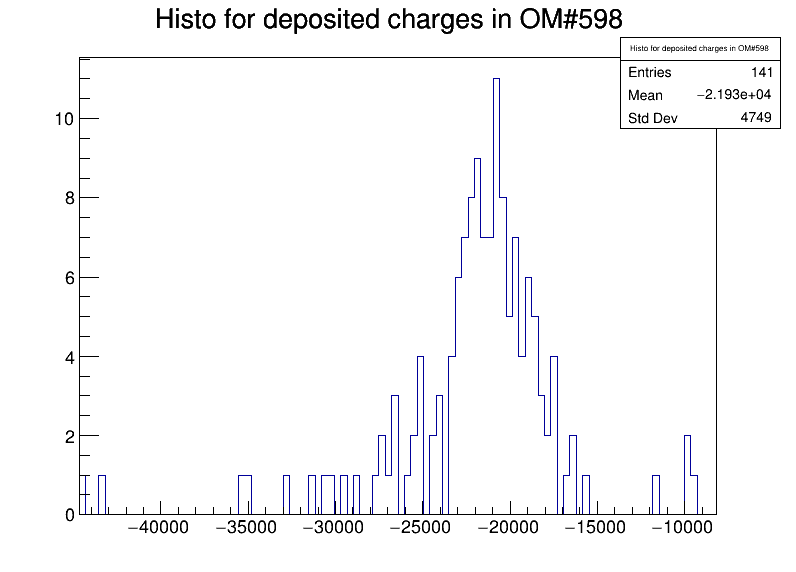 Histo for deposited charges in OM#598
Histo for deposited charges in OM#598
Entries 141
Mean −2.193e+04
Std Dev 4749
10
8
6
4
2
0
−40000 −35000 −30000 −25000 −20000 −15000 −10000